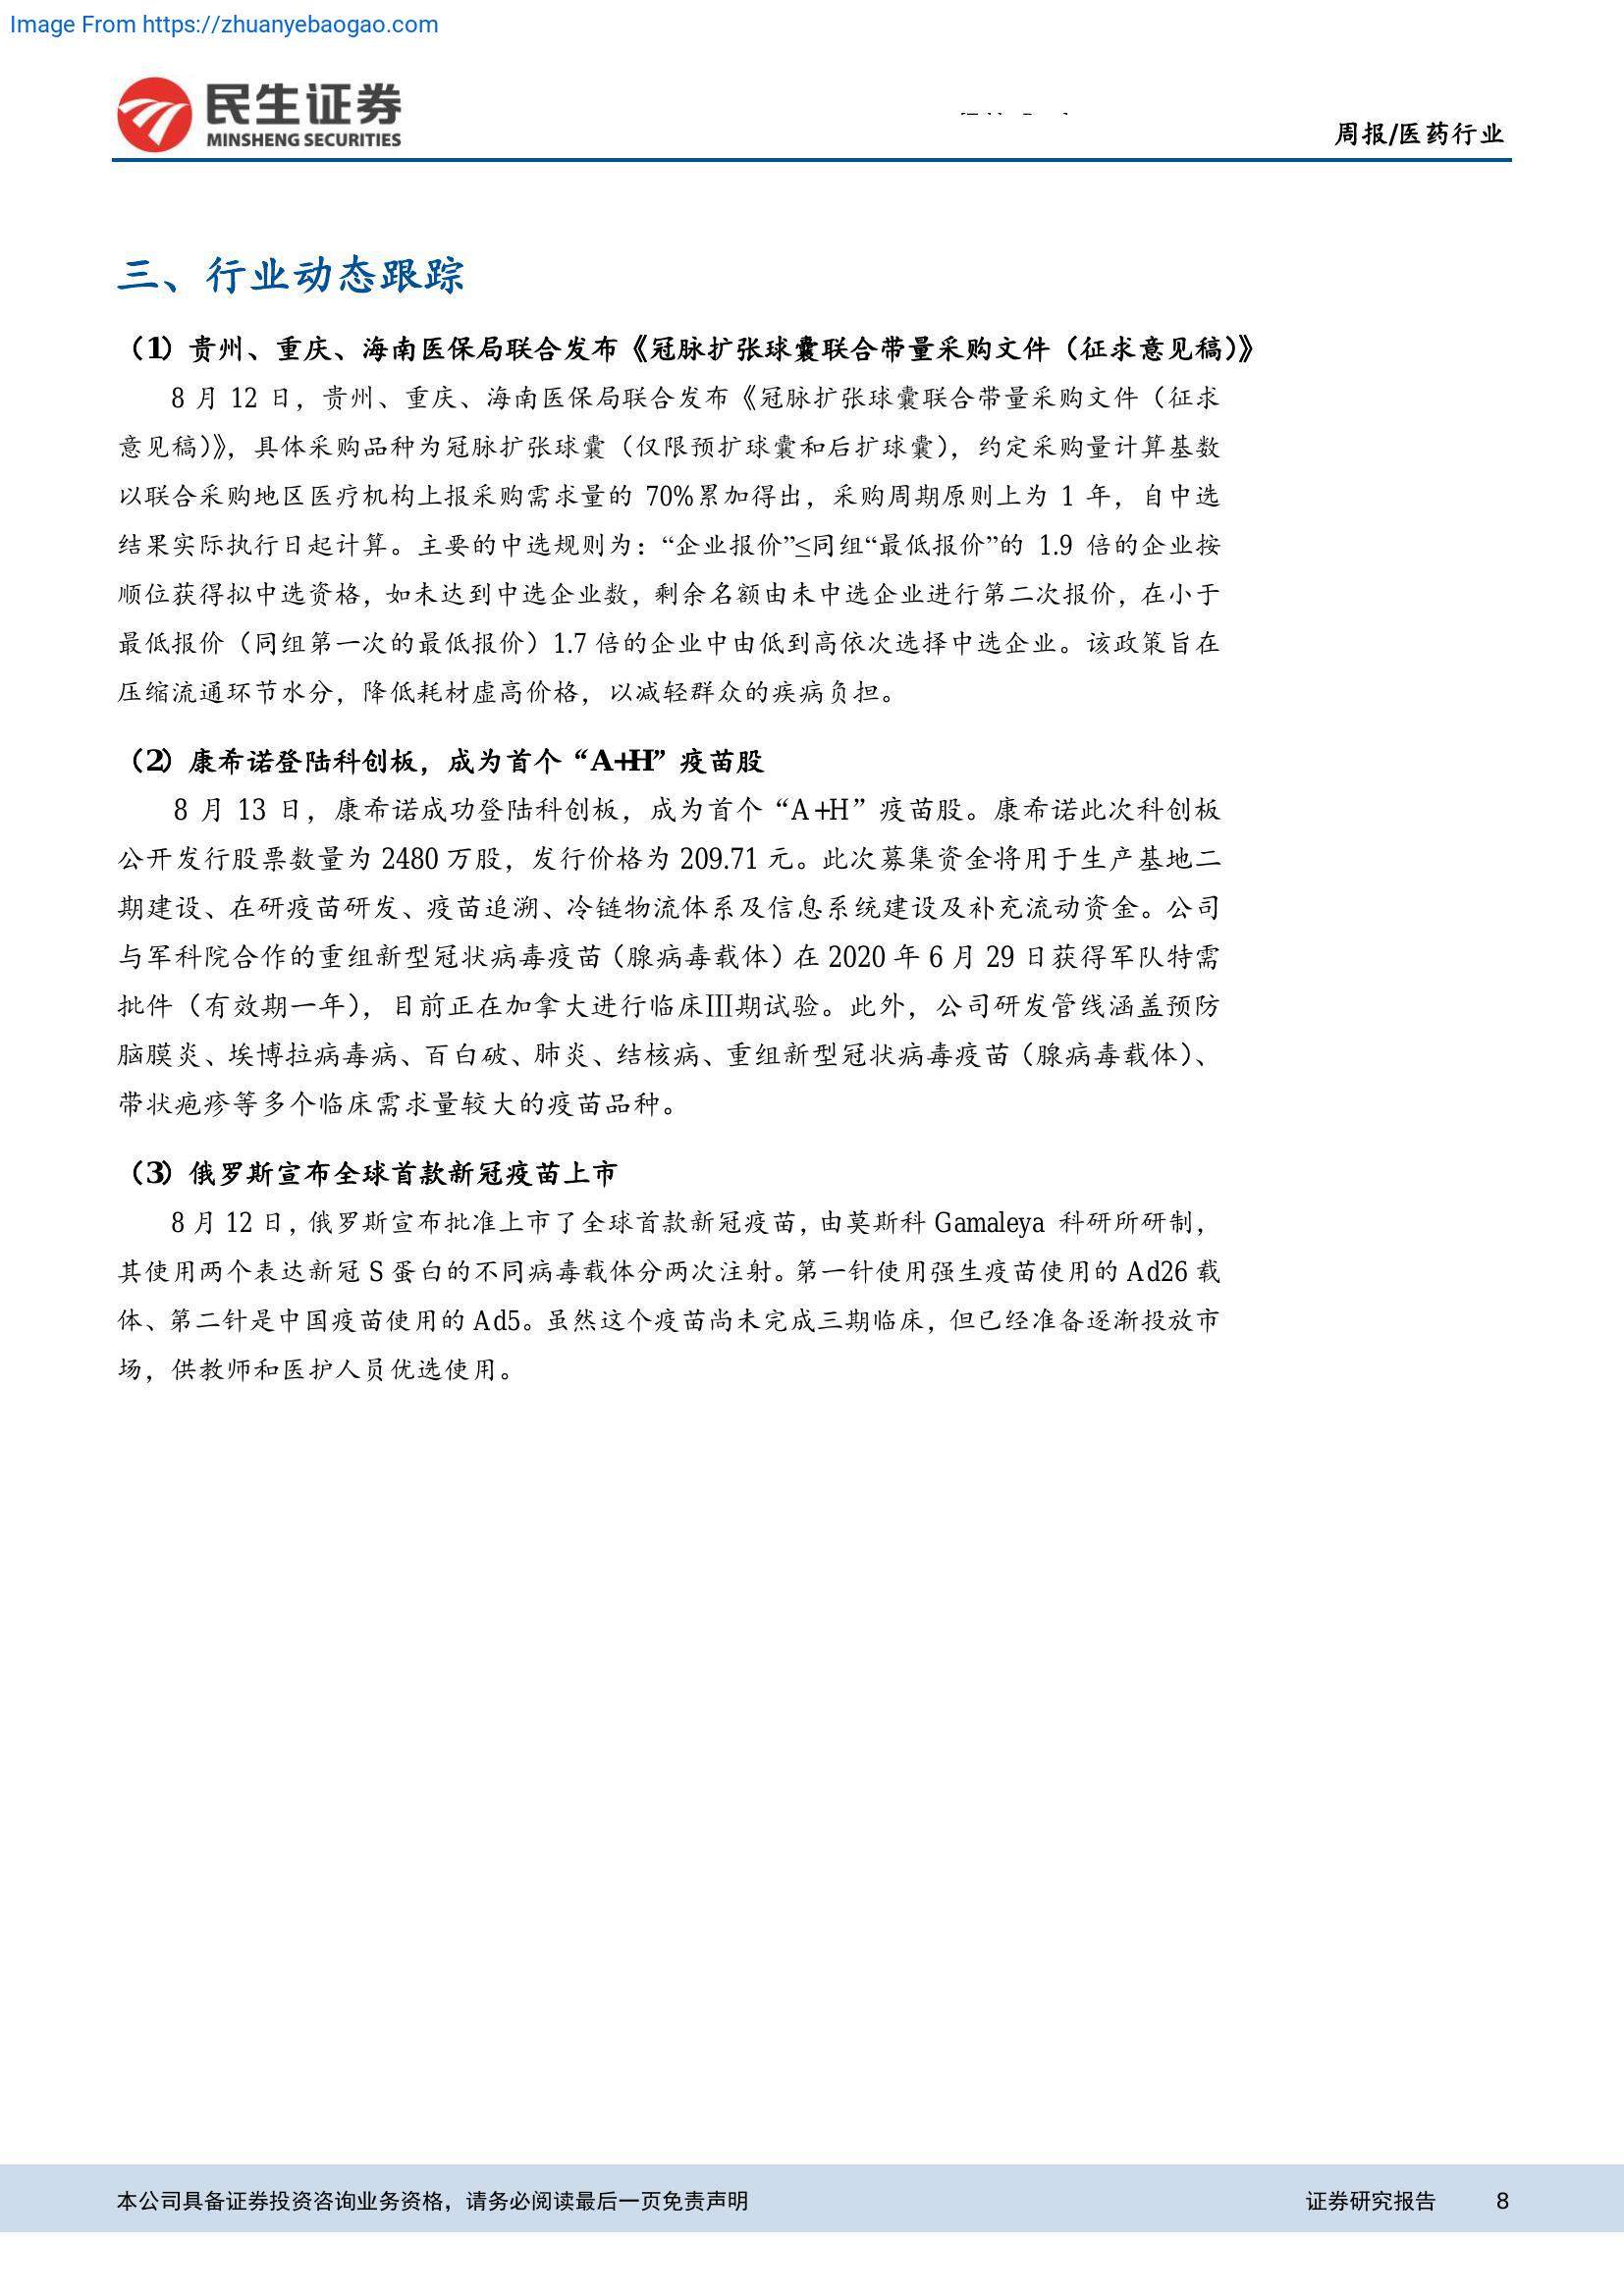 Image From https://zhuanyebaogao.com
民生证券
MINSHENG SECURITIES
周报/医药行业
三、行业动态跟踪
（1）贵州、重庆、海南医保局联合发布《冠脉扩张球囊联合带量采购文件（征求意见稿）》
8 月 12 日，贵州、重庆、海南医保局联合发布《冠脉扩张球囊联合带量采购文件（征求
意见稿）》，具体采购品种为冠脉扩张球囊（仅限预扩球囊和后扩球囊），约定采购量计算基数
以联合采购地区医疗机构上报采购需求量的 70%累加得出，采购周期原则上为 1 年，自中选
结果实际执行日起计算。主要的中选规则为：“企业报价”≤同组“最低报价”的 1.9 倍的企业按
顺位获得拟中选资格，如未达到中选企业数，剩余名额由未中选企业进行第二次报价，在小于
最低报价（同组第一次的最低报价）1.7 倍的企业中由低到高依次选择中选企业。该政策旨在
压缩流通环节水分，降低耗材虚高价格，以减轻群众的疾病负担。
（2）康希诺登陆科创板，成为首个“A+H”疫苗股
8 月 13 日，康希诺成功登陆科创板，成为首个“A+H”疫苗股。康希诺此次科创板
公开发行股票数量为 2480 万股，发行价格为 209.71 元。此次募集资金将用于生产基地二
期建设、在研疫苗研发、疫苗追溯、冷链物流体系及信息系统建设及补充流动资金。公司
与军科院合作的重组新型冠状病毒疫苗（腺病毒载体）在 2020 年 6 月 29 日获得军队特需
批件（有效期一年），目前正在加拿大进行临床Ⅲ期试验。此外，公司研发管线涵盖预防
脑膜炎、埃博拉病毒病、百白破、肺炎、结核病、重组新型冠状病毒疫苗（腺病毒载体）、
带状疱疹等多个临床需求量较大的疫苗品种。
（3）俄罗斯宣布全球首款新冠疫苗上市
8 月 12 日，俄罗斯宣布批准上市了全球首款新冠疫苗，由莫斯科 Gamaleya 科研所研制，
其使用两个表达新冠 S 蛋白的不同病毒载体分两次注射。第一针使用强生疫苗使用的 Ad26 载
体、第二针是中国疫苗使用的 Ad5。虽然这个疫苗尚未完成三期临床，但已经准备逐渐投放市
场，供教师和医护人员优选使用。
本公司具备证券投资咨询业务资格，请务必阅读最后一页免责声明
证券研究报告 8